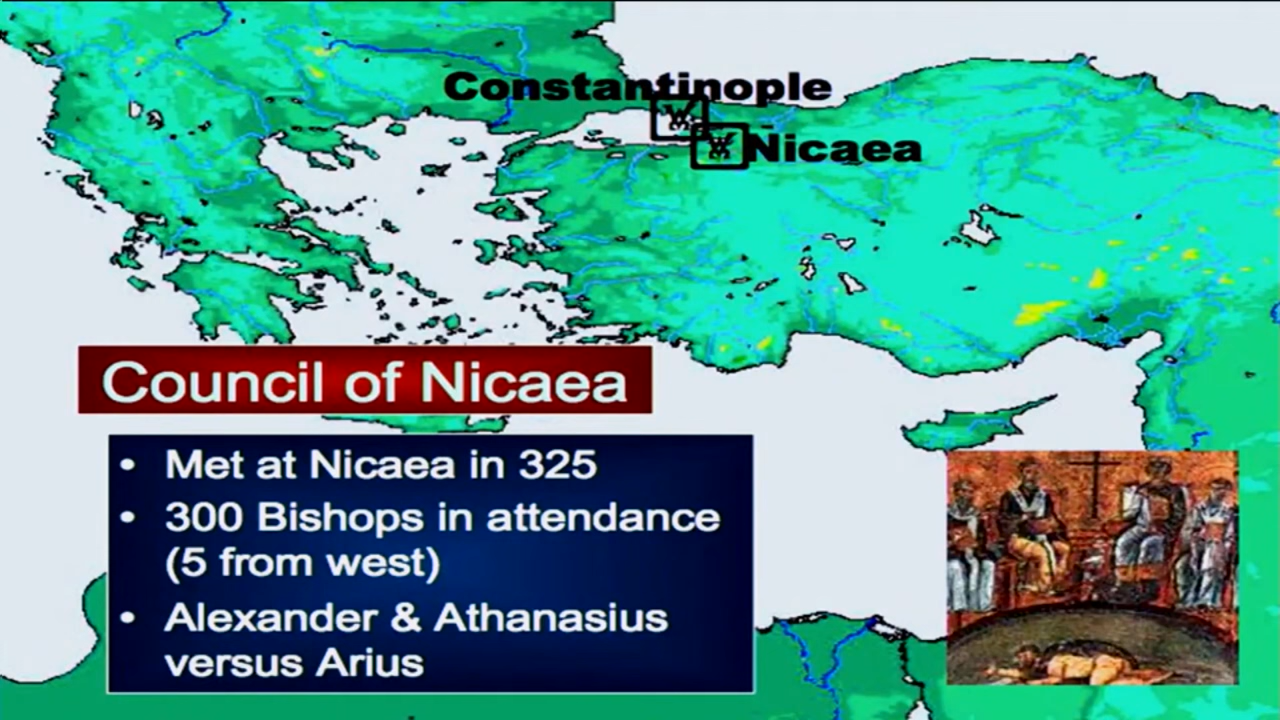 Constantinople
Nicaea
Council of Nicaea
• Met at Nicaea in 325
• 300 Bishops in attendance
(5 from west)
• Alexander & Athanasius
versus Arius